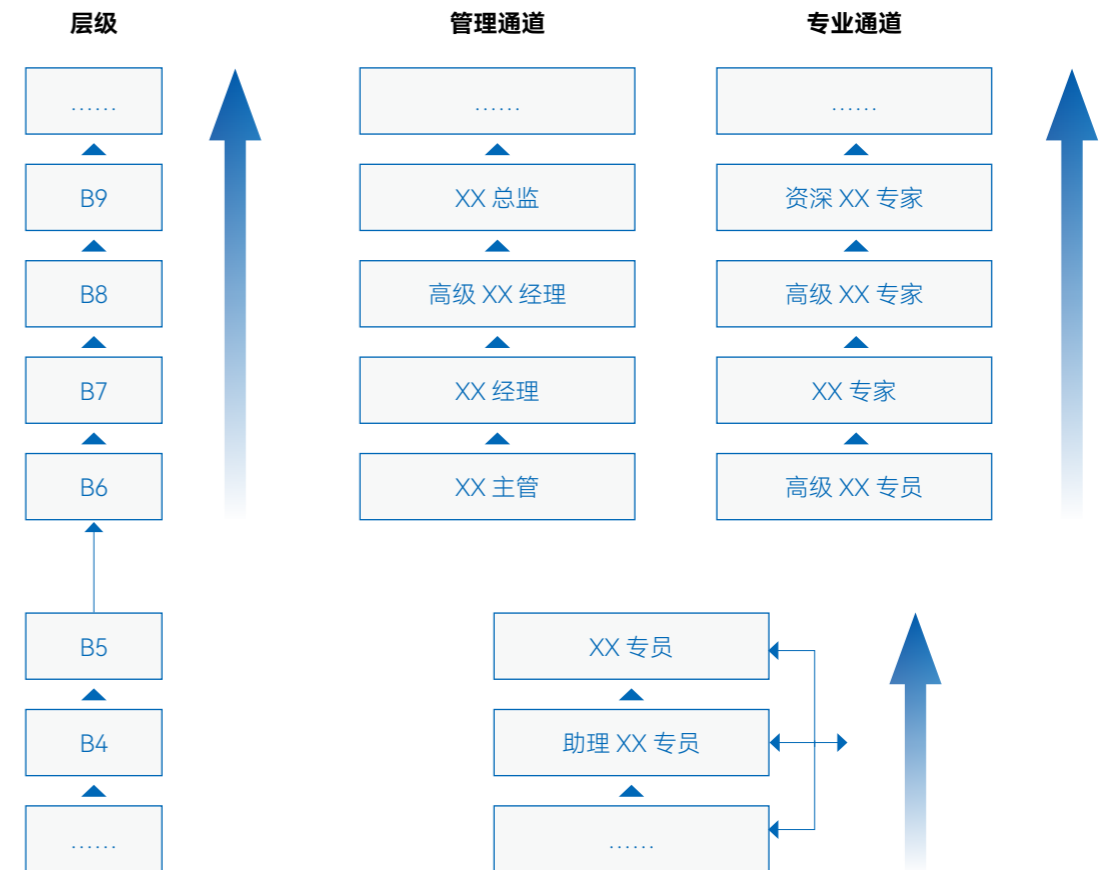 层级 管理通道 专业通道
...... ...... ......
B9 XX 总监 资深 XX 专家
B8 高级 XX 经理 高级 XX 专家
B7 XX 经理 XX 专家
B6 XX 主管 高级 XX 专员
B5 XX 专员
B4 助理 XX 专员
...... ......